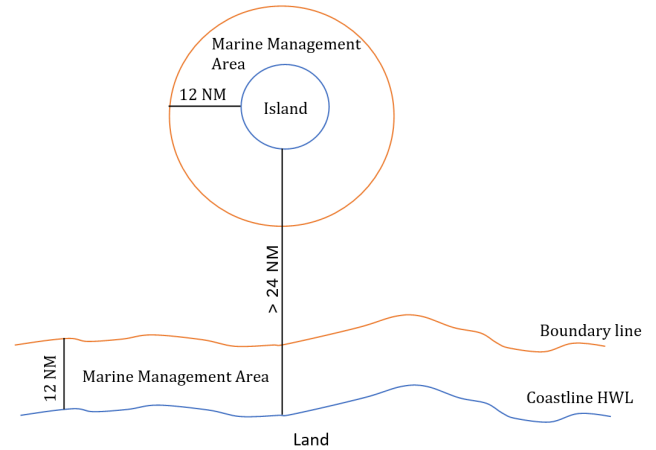 Marine Management
Area
12 NM
Island
> 24 NM
Boundary line
12 NM
Marine Management Area
Coastline HWL
Land